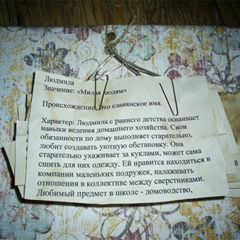 Людмила
Значение: «Милая людям»
Происхождение: Это славянское имя.
Характер: Людмила с раннего детства осваивает
навыки ведения домашнего хозяйства. Свои
обязанности по дому выполняет старательно,
любит создавать уютную обстановку. Она
старательно ухаживает за куклами, может сама
сшить для них одежду. Ей нравится находиться в
компании маленьких подружек, налаживать
отношения в коллективе между сверстниками.
Любимый предмет в школе - домоводство,